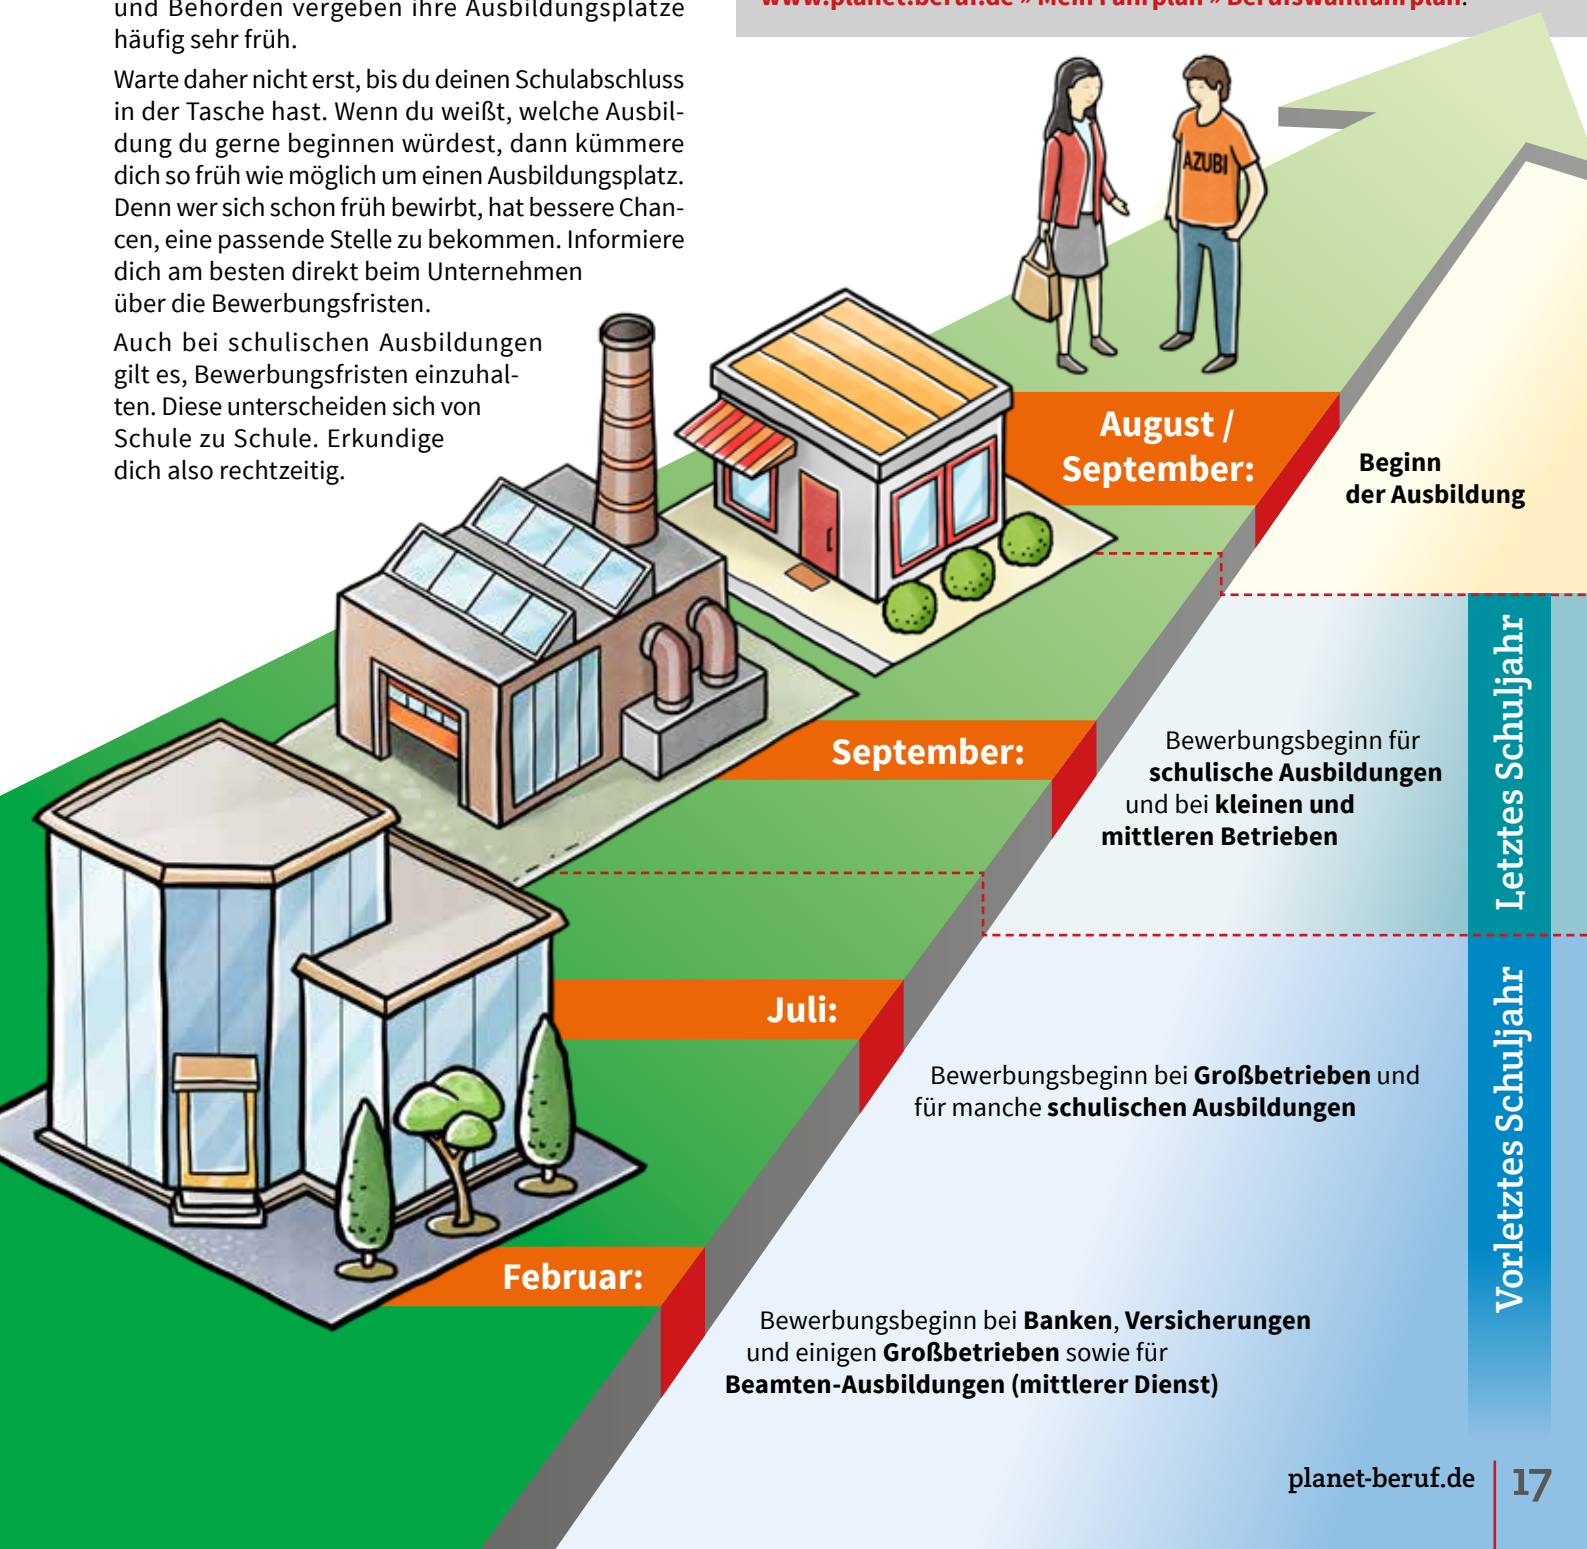 und Behörden vergeben ihre Ausbildungsplätze
häufig sehr früh.
Warte daher nicht erst, bis du deinen Schulabschluss
in der Tasche hast. Wenn du weißt, welche Ausbil-
dung du gerne beginnen würdest, dann kümmere
dich so früh wie möglich um einen Ausbildungsplatz.
Denn wer sich schon früh bewirbt, hat bessere Chan-
cen, eine passende Stelle zu bekommen. Informiere
dich am besten direkt beim Unternehmen
über die Bewerbungsfristen.
Auch bei schulischen Ausbildungen
gilt es, Bewerbungsfristen einzuhal-
ten. Diese unterscheiden sich von
Schule zu Schule. Erkundige
dich also rechtzeitig.
www.planet.beruf.de » Mein Fahrplan » Berufswahlfahrplan.
AZUBI
August /
September:
Beginn
der Ausbildung
September:
Bewerbungsbeginn für
schulische Ausbildungen
und bei kleinen und
mittleren Betrieben
Letztes Schuljahr
Juli:
Bewerbungsbeginn bei Großbetrieben und
für manche schulischen Ausbildungen
Vorletztes Schuljahr
Februar:
Bewerbungsbeginn bei Banken, Versicherungen
und einigen Großbetrieben sowie für
Beamten-Ausbildungen (mittlerer Dienst)
planet-beruf.de
17